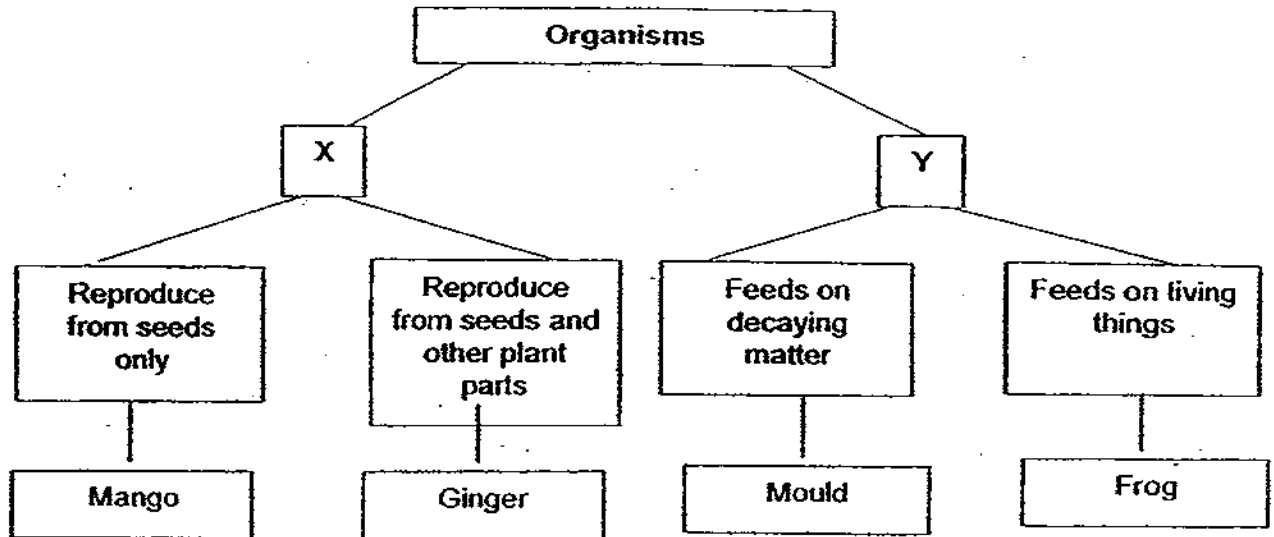 Organisms
X
Y
Reproduce
from seeds
only
Reproduce
from seeds and
other plant
parts
Feeds on
decaying
matter
Feeds on living
things
Mango
Ginger
Mould
Frog